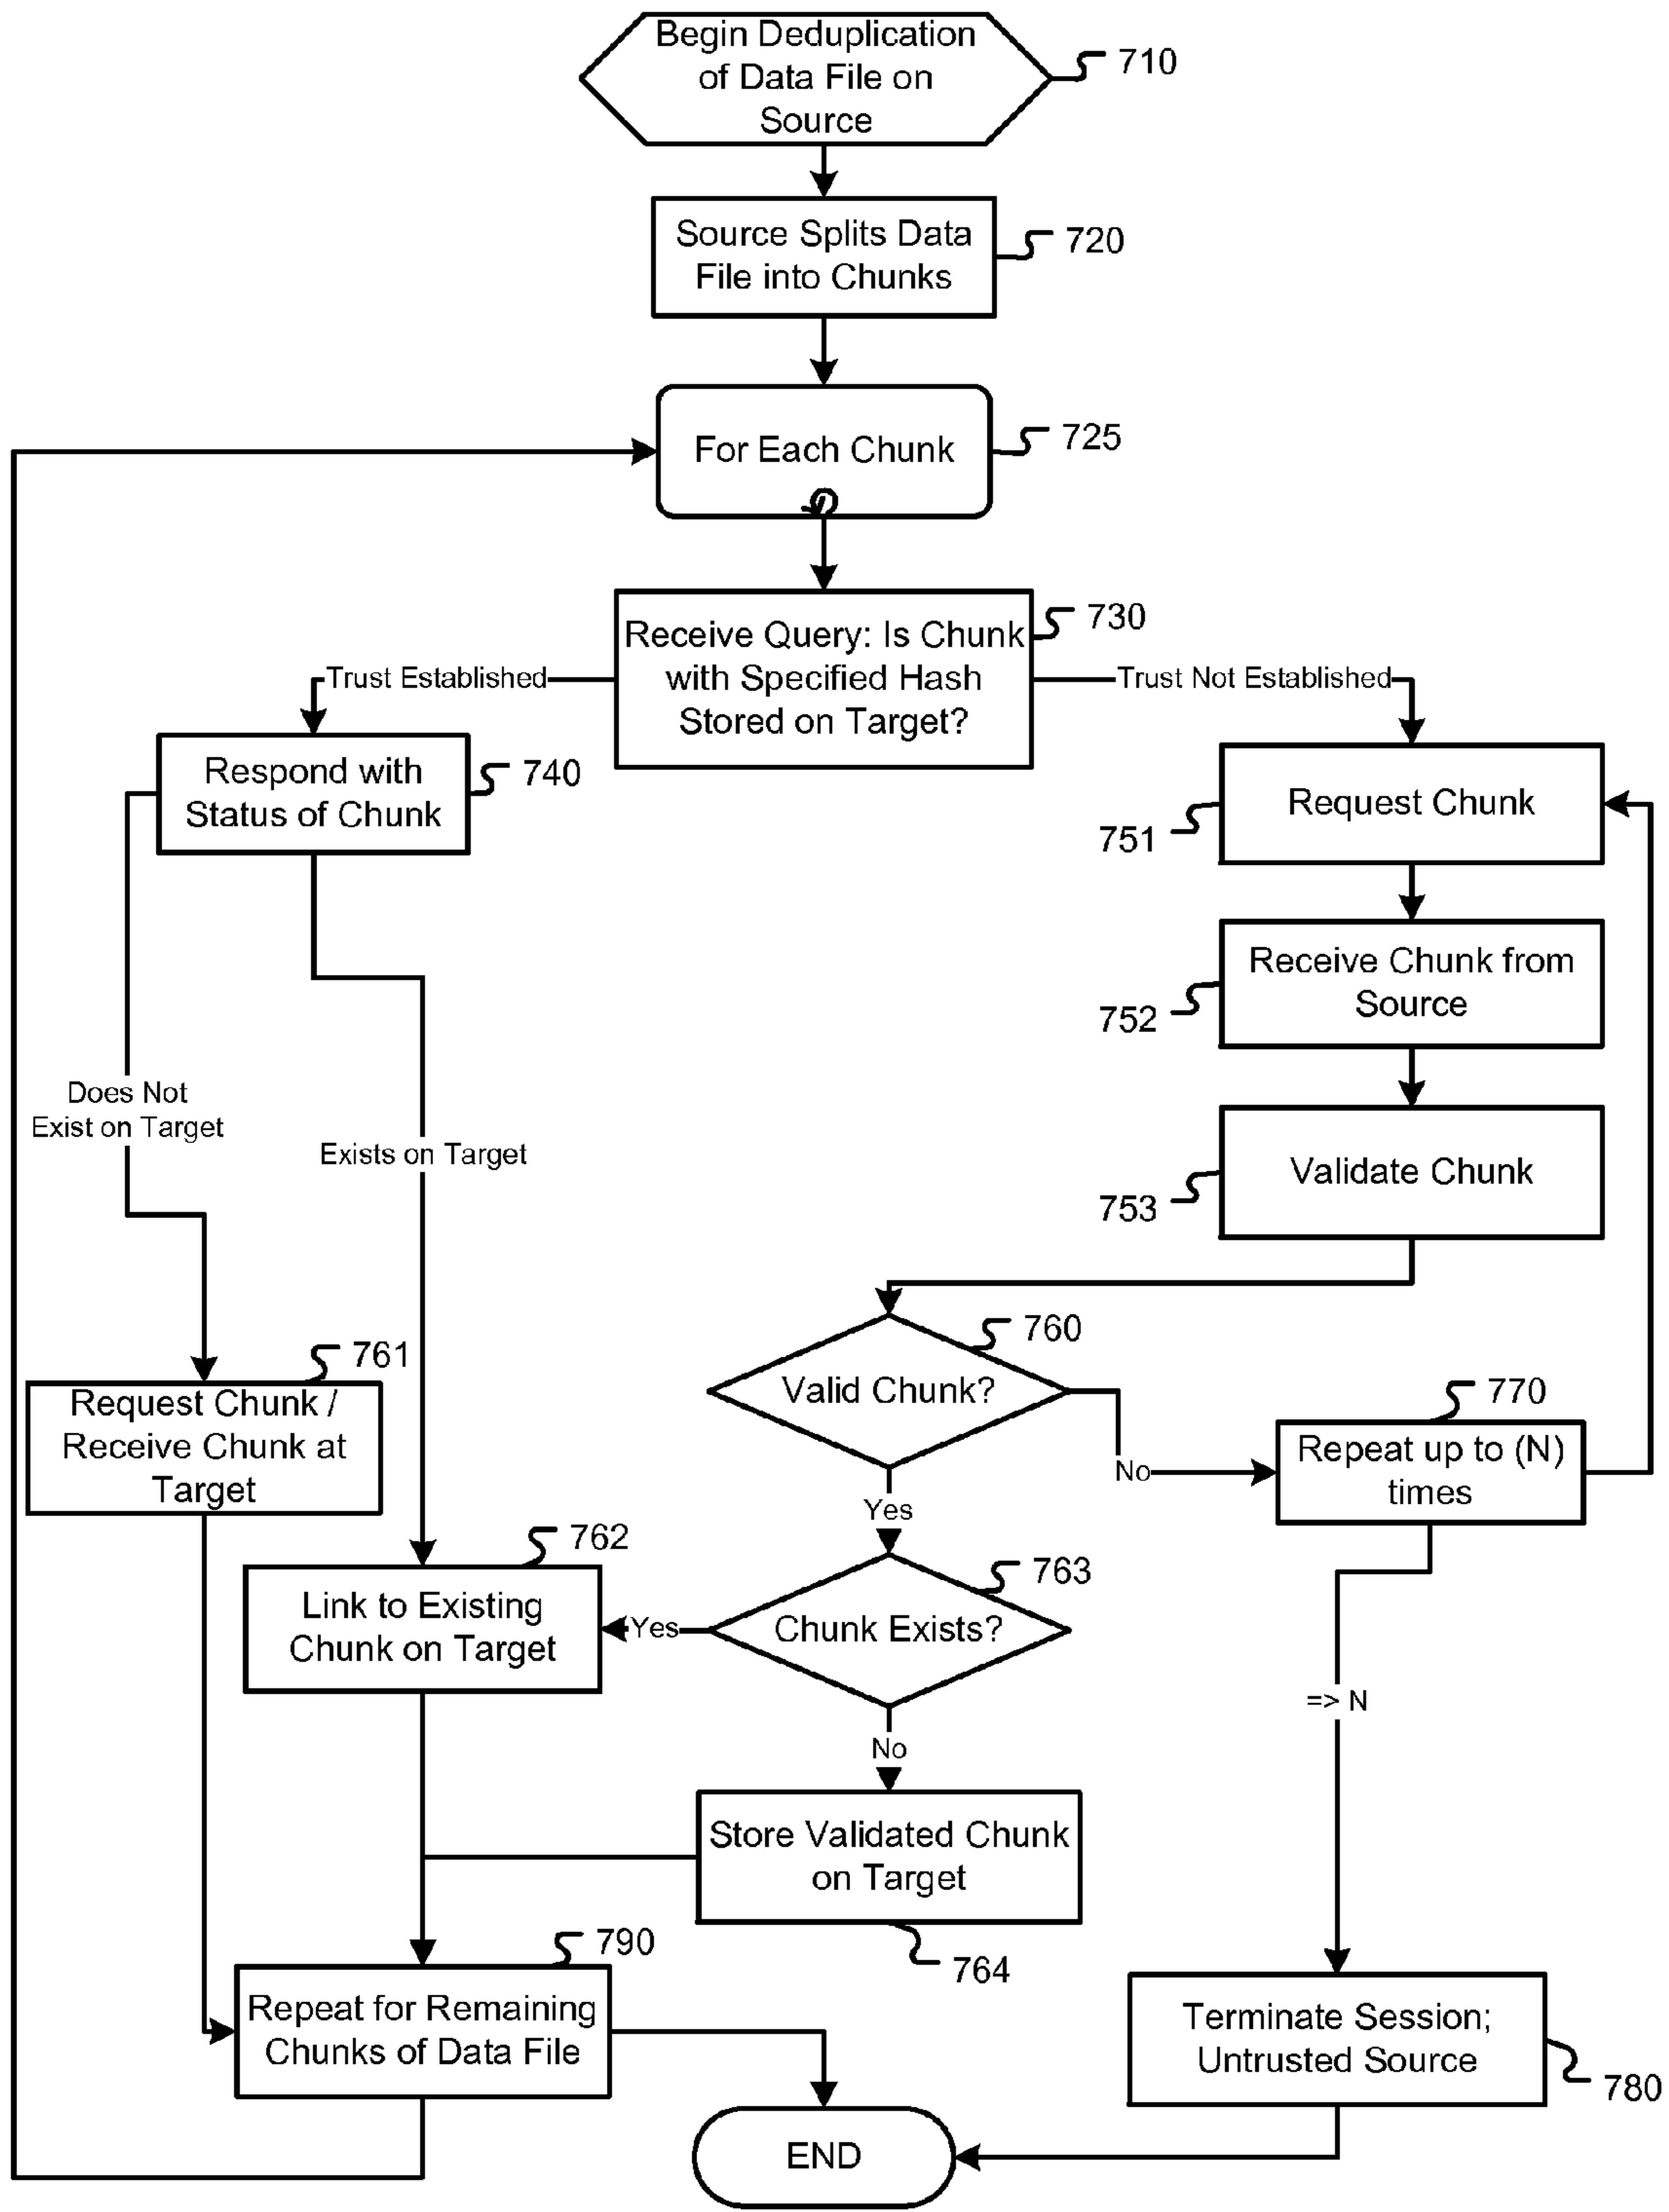 Begin Deduplication
of Data File on
Source
710
Source Splits Data
File into Chunks
720
For Each Chunk
725
Receive Query: Is Chunk
with Specified Hash
Stored on Target?
730
Trust Established
Trust Not Established
Respond with
Status of Chunk
740
Request Chunk
751
Receive Chunk from
Source
752
Does Not
Exist on Target
Exists on Target
Validate Chunk
753
Valid Chunk?
760
761
Request Chunk /
Receive Chunk at
Target
No
770
Repeat up to (N)
times
Yes
762
Link to Existing
Chunk on Target
Yes
Chunk Exists?
763
=> N
No
Store Validated Chunk
on Target
764
790
Repeat for Remaining
Chunks of Data File
Terminate Session;
Untrusted Source
780
END